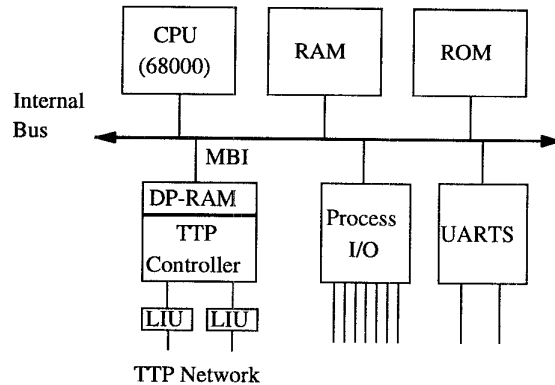 CPU
(68000)
RAM
ROM
Internal
Bus
MBI
DP-RAM
TTP
Controller
Process
I/O
UARTS
LIU
LIU
TTP Network